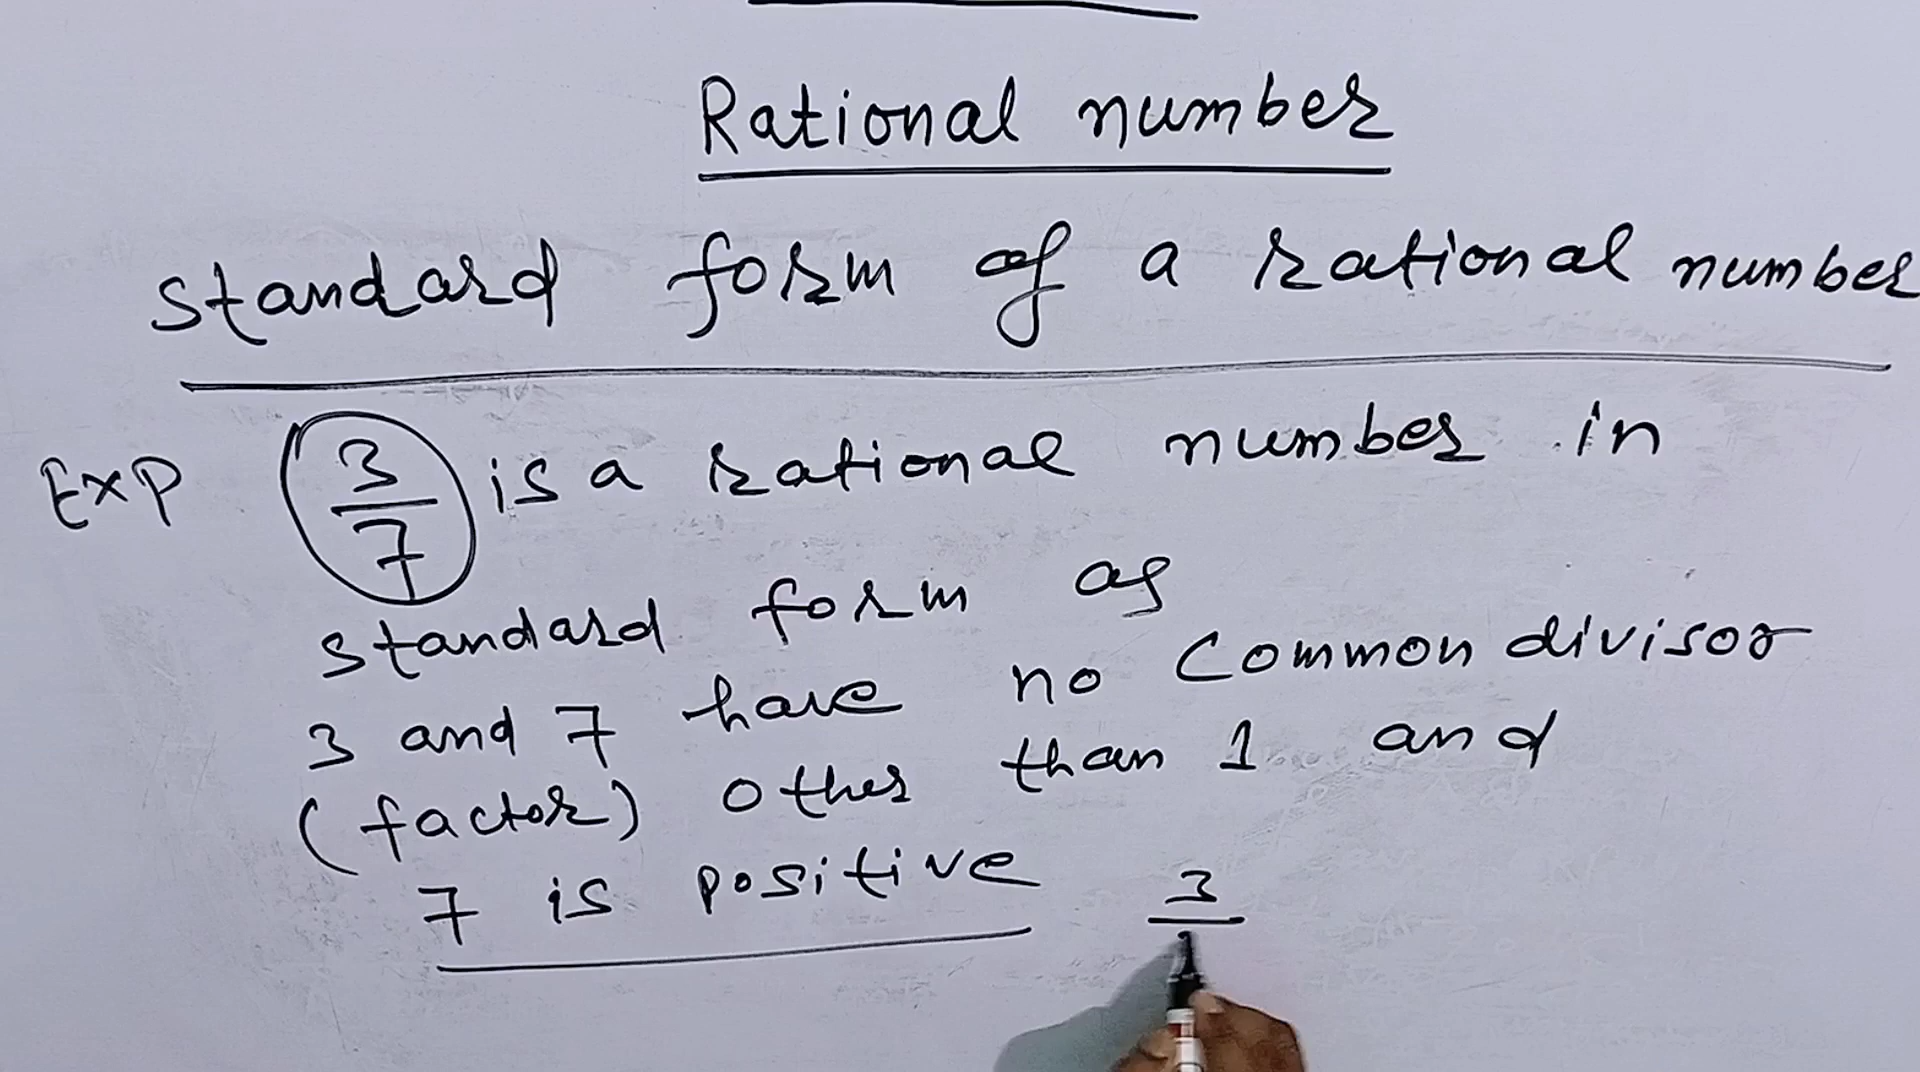 Rational number
standard form of a rational number
Exp 3/7 is a rational number in
standard form as
3 and 7 have no common divisor
(factor) other than 1 and
7 is positive 3